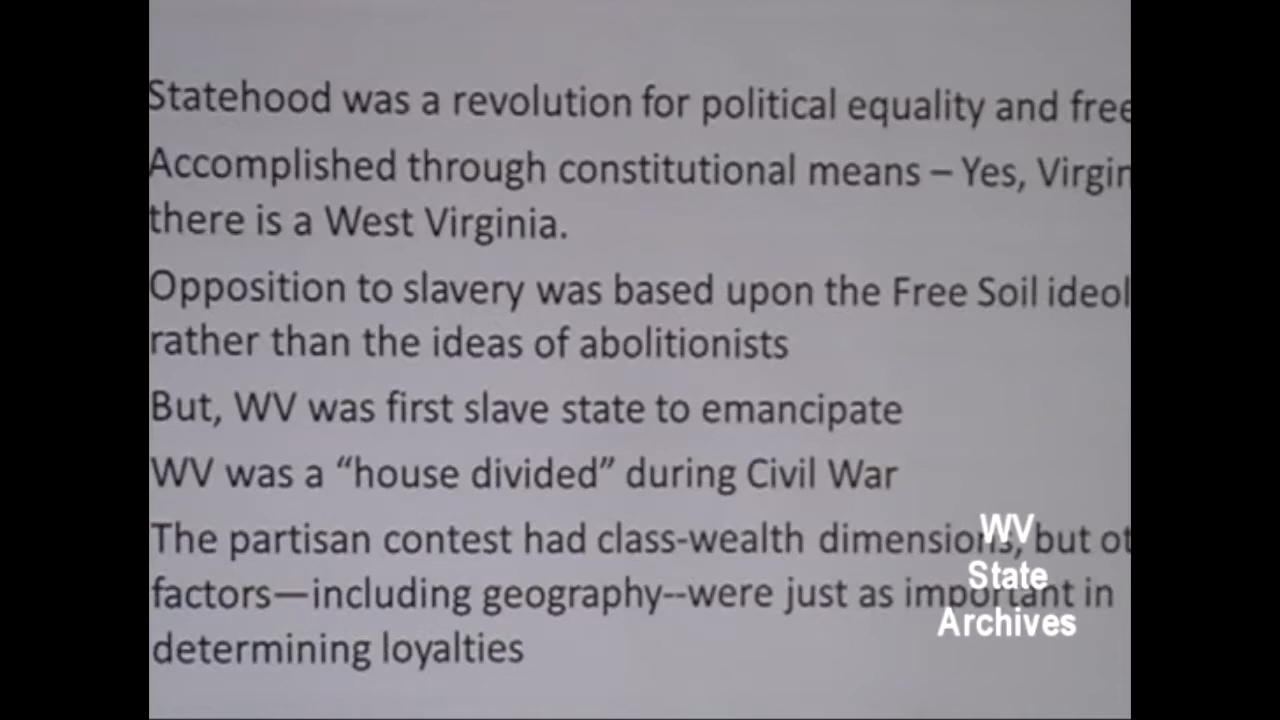 Statehood was a revolution for political equality and free
Accomplished through constitutional means – Yes, Virgin
there is a West Virginia.
Opposition to slavery was based upon the Free Soil ideol
rather than the ideas of abolitionists
But, WV was first slave state to emancipate
WV was a “house divided” during Civil War
The partisan contest had class-wealth dimensions, but ot
factors—including geography--were just as important in
determining loyalties
WV
State
Archives